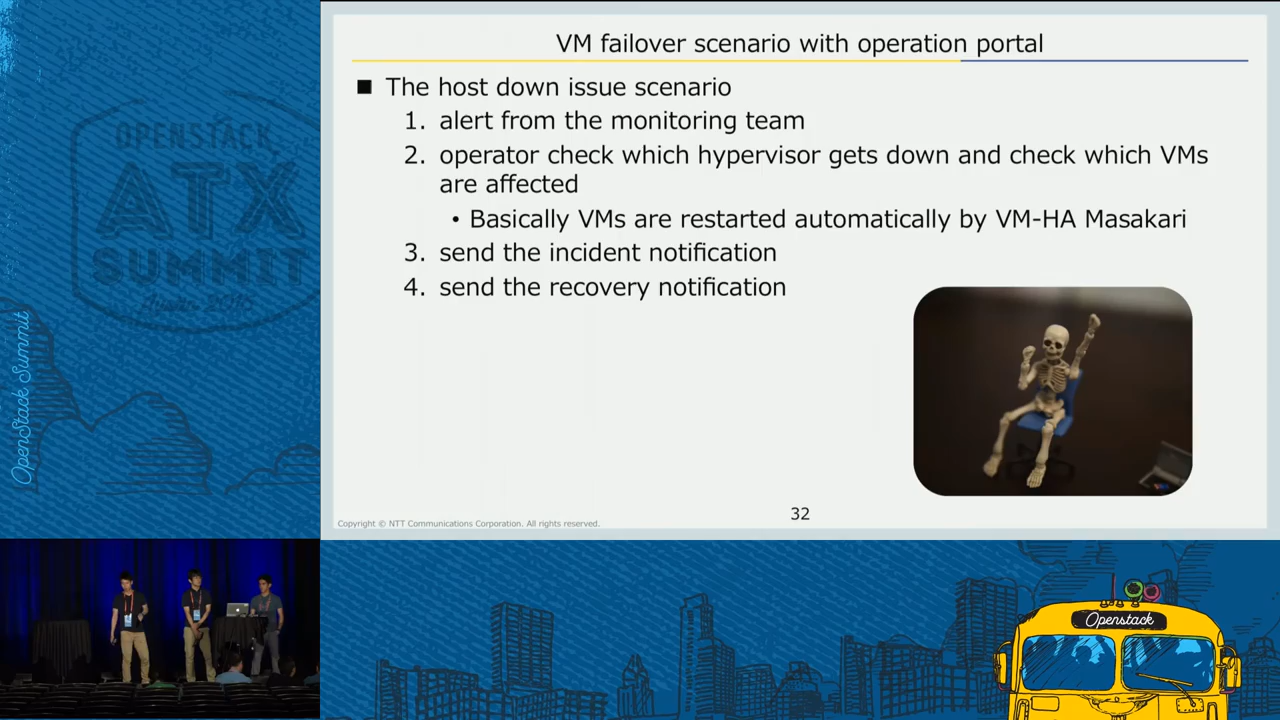 VM failover scenario with operation portal
■ The host down issue scenario
1. alert from the monitoring team
2. operator check which hypervisor gets down and check which VMs
are affected
• Basically VMs are restarted automatically by VM-HA Masakari
3. send the incident notification
4. send the recovery notification
32
Copyright © NTT Communications Corporation. All rights reserved.
OPENSTACK
ATX
SUMMIT
OpenStack Summit
Openstack